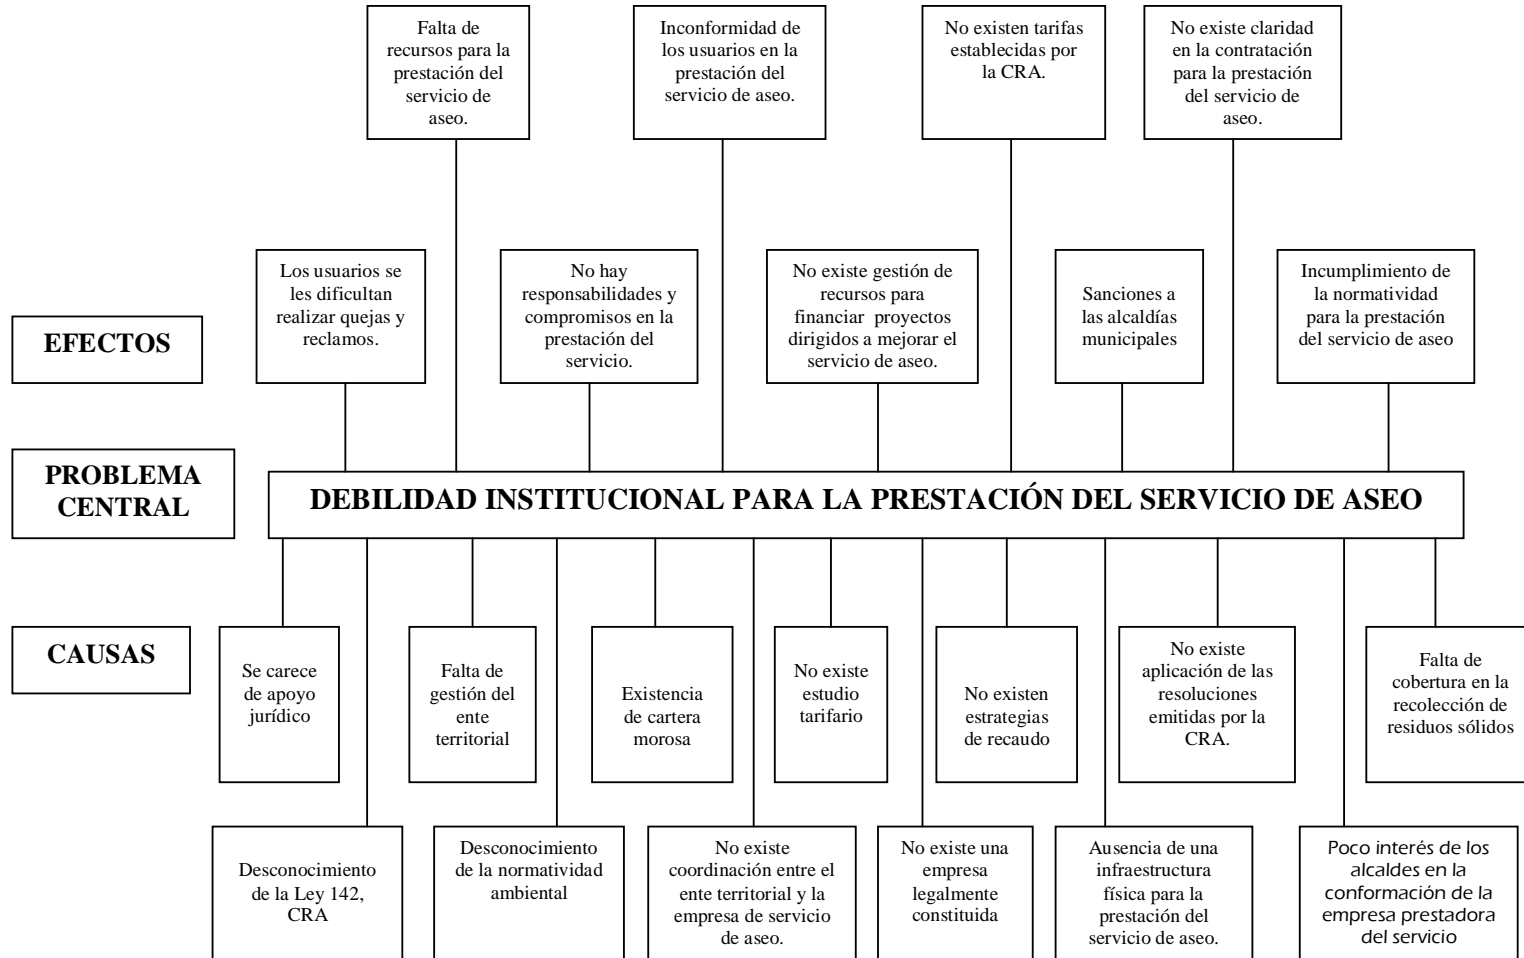 Falta de
recursos para la
prestación del
servicio de
aseo.
Inconformidad de
los usuarios en la
prestación del
servicio de aseo.
No existen tarifas
establecidas por
la CRA.
No existe claridad
en la contratación
para la prestación
del servicio de
aseo.
EFECTOS
Los usuarios se
les dificultan
realizar quejas y
reclamos.
No hay
responsabilidades y
compromisos en la
prestación del
servicio.
No existe gestión de
recursos para
financiar proyectos
dirigidos a mejorar el
servicio de aseo.
Sanciones a
las alcaldías
municipales
Incumplimiento de
la normatividad
para la prestación
del servicio de aseo
PROBLEMA
CENTRAL
DEBILIDAD INSTITUCIONAL PARA LA PRESTACIÓN DEL SERVICIO DE ASEO
CAUSAS
Se carece
de apoyo
jurídico
Falta de
gestión del
ente
territorial
Existencia
de cartera
morosa
No existe
estudio
tarifario
No existen
estrategias
de recaudo
No existe
aplicación de las
resoluciones
emitidas por la
CRA.
Falta de
cobertura en la
recolección de
residuos sólidos
Desconocimiento
de la Ley 142,
CRA
Desconocimiento
de la normatividad
ambiental
No existe
coordinación entre el
ente territorial y la
empresa de servicio
de aseo.
No existe una
empresa
legalmente
constituida
Ausencia de una
infraestructura
física para la
prestación del
servicio de aseo.
Poco interés de los
alcaldes en la
conformación de la
empresa prestadora
del servicio